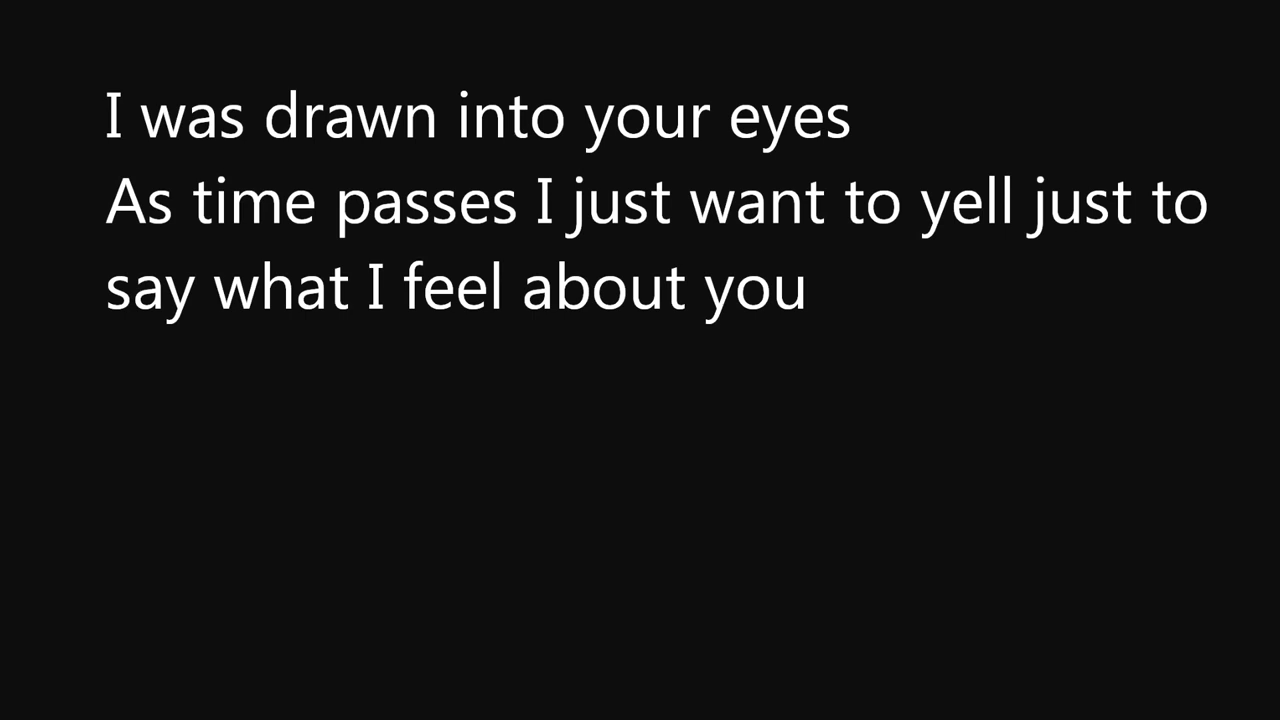 I was drawn into your eyes
As time passes I just want to yell just to
say what I feel about you